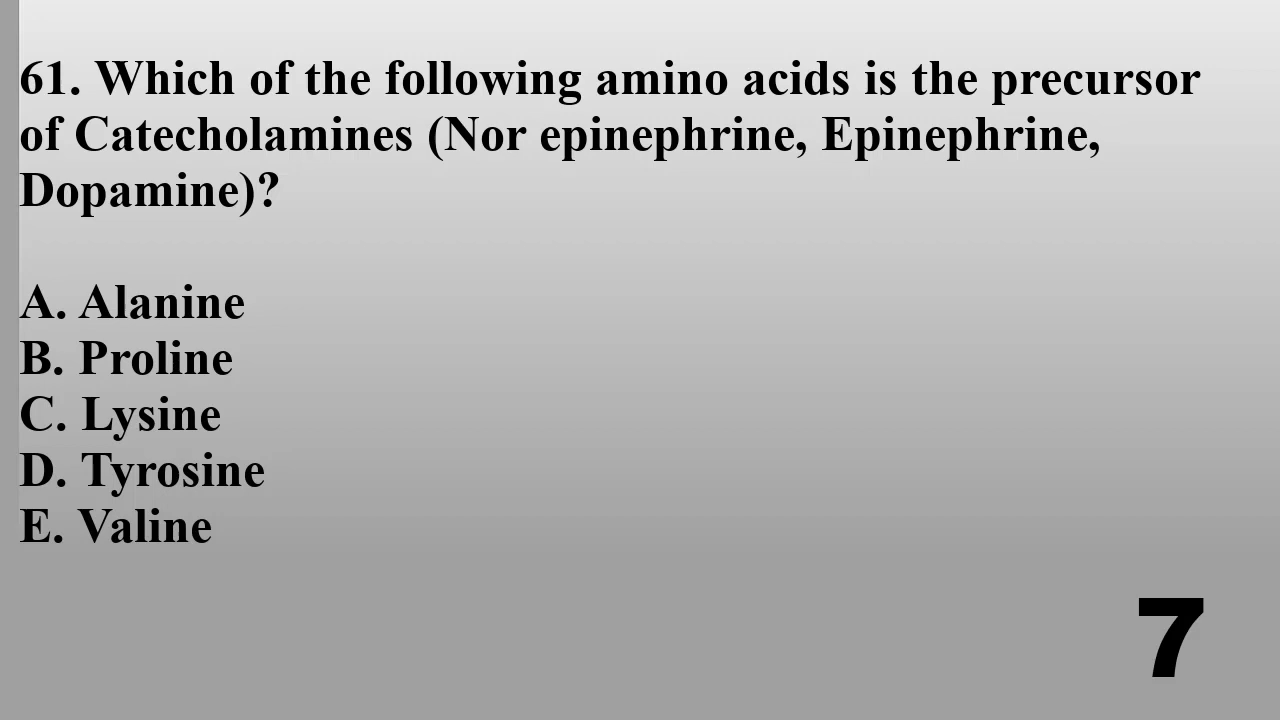 61. Which of the following amino acids is the precursor
of Catecholamines (Nor epinephrine, Epinephrine,
Dopamine)?
A. Alanine
B. Proline
C. Lysine
D. Tyrosine
E. Valine
7